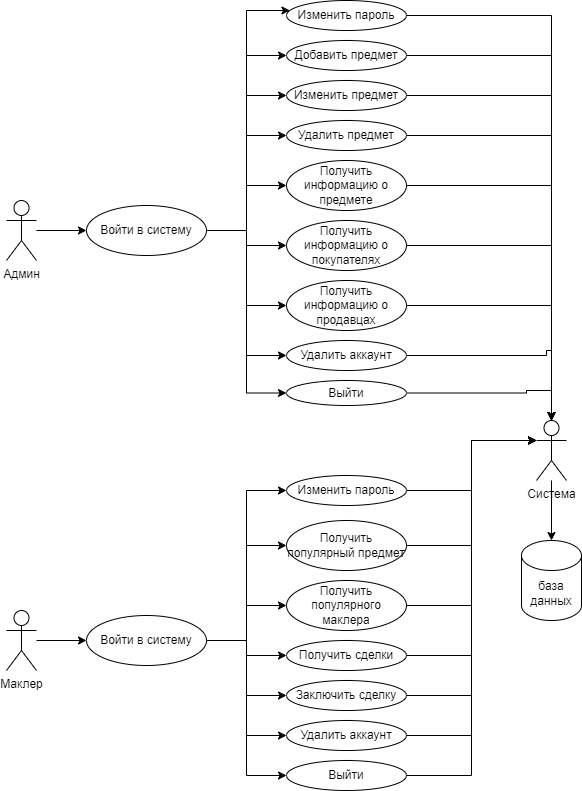 Изменить пароль
Добавить предмет
Изменить предмет
Удалить предмет
Получить
информацию о
предмете
Админ
Войти в систему
Получить
информацию о
покупателях
Получить
информацию о
продавцах
Удалить аккаунт
Выйти
Система
Изменить пароль
Получить
популярный предмет
база
данных
Получить
популярного
маклера
Маклер
Войти в систему
Получить сделки
Заключить сделку
Удалить аккаунт
Выйти